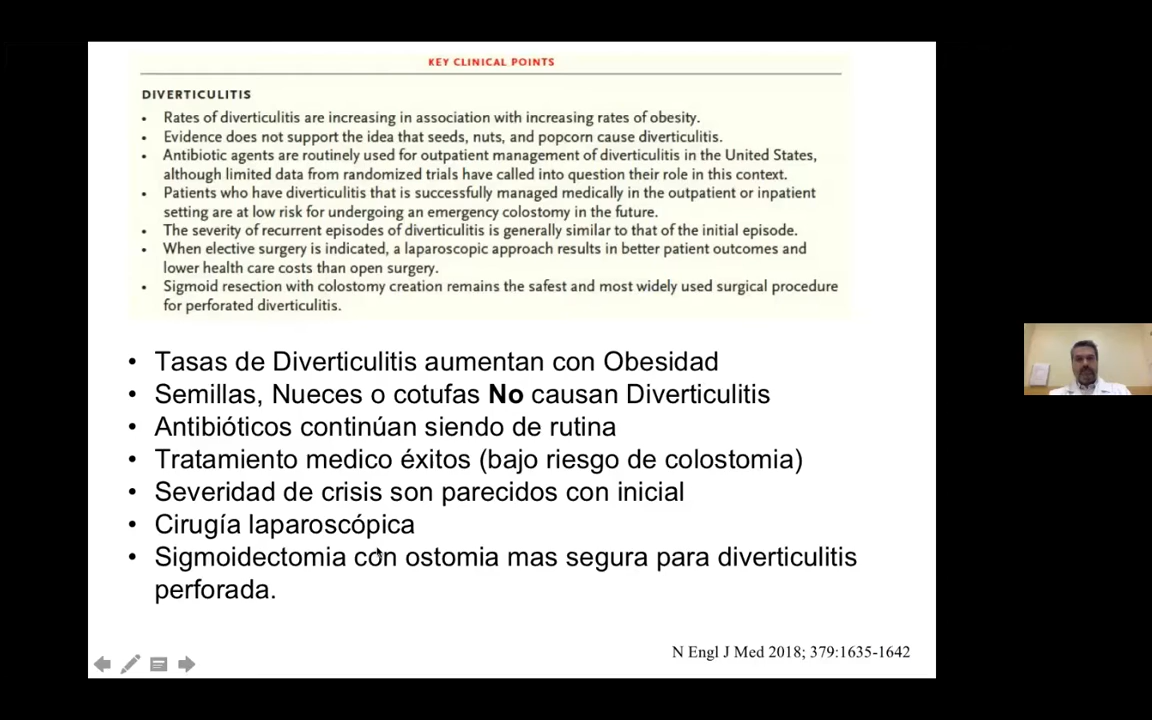 KEY CLINICAL POINTS
DIVERTICULITIS
• Rates of diverticulitis are increasing in association with increasing rates of obesity.
• Evidence does not support the idea that seeds, nuts, and popcorn cause diverticulitis.
• Antibiotic agents are routinely used for outpatient management of diverticulitis in the United States,
although limited data from randomized trials have called into question their role in this context.
• Patients who have diverticulitis that is successfully managed medically in the outpatient or inpatient
setting are at low risk for undergoing an emergency colostomy in the future.
• The severity of recurrent episodes of diverticulitis is generally similar to that of the initial episode.
• When elective surgery is indicated, a laparoscopic approach results in better patient outcomes and
lower health care costs than open surgery.
• Sigmoid resection with colostomy creation remains the safest and most widely used surgical procedure
for perforated diverticulitis.
• Tasas de Diverticulitis aumentan con Obesidad
• Semillas, Nueces o cotufas No causan Diverticulitis
• Antibióticos continúan siendo de rutina
• Tratamiento medico éxitos (bajo riesgo de colostomia)
• Severidad de crisis son parecidos con inicial
• Cirugía laparoscópica
• Sigmoidectomia con ostomia mas segura para diverticulitis
perforada.
N Engl J Med 2018; 379:1635-1642